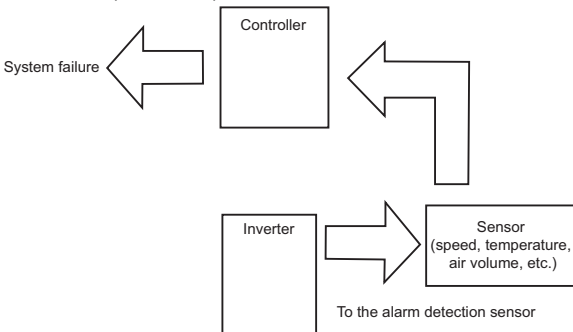 Controller
System failure
Inverter
Sensor
(speed, temperature,
air volume, etc.)
To the alarm detection sensor